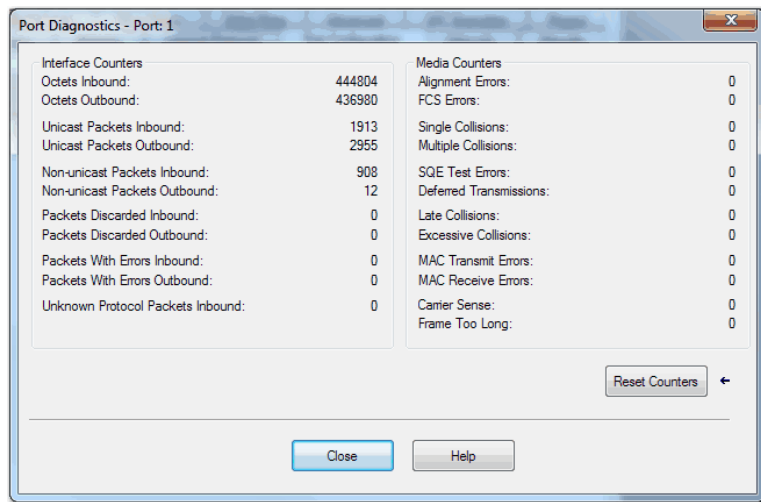 Port Diagnostics - Port: 1
Interface Counters
Octets Inbound: 444804
Octets Outbound: 436980
Unicast Packets Inbound: 1913
Unicast Packets Outbound: 2955
Non-unicast Packets Inbound: 908
Non-unicast Packets Outbound: 12
Packets Discarded Inbound: 0
Packets Discarded Outbound: 0
Packets With Errors Inbound: 0
Packets With Errors Outbound: 0
Unknown Protocol Packets Inbound: 0
Media Counters
Alignment Errors: 0
FCS Errors: 0
Single Collisions: 0
Multiple Collisions: 0
SQE Test Errors: 0
Deferred Transmissions: 0
Late Collisions: 0
Excessive Collisions: 0
MAC Transmit Errors: 0
MAC Receive Errors: 0
Carrier Sense: 0
Frame Too Long: 0
Reset Counters ←
Close Help